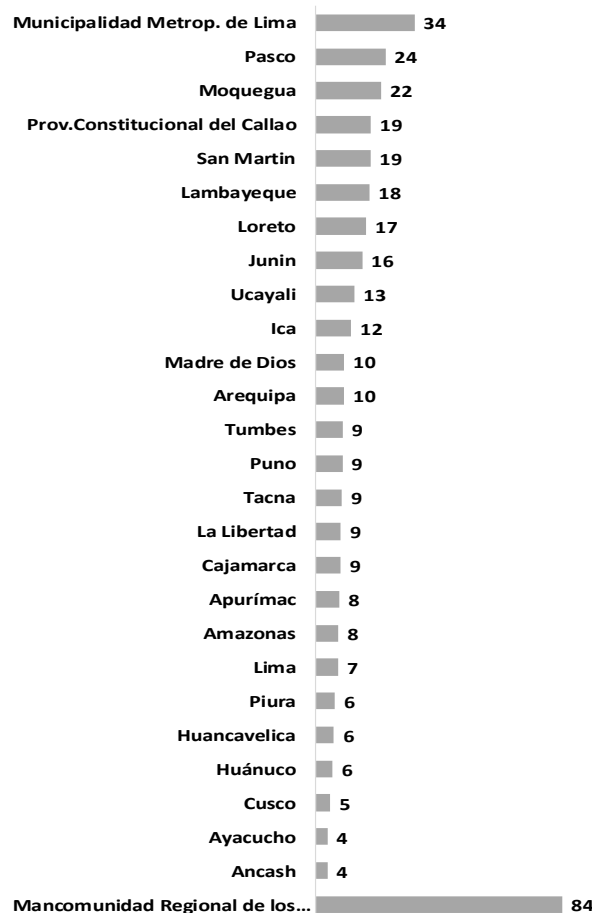 Municipalidad Metrop. de Lima 34
Pasco 24
Moquegua 22
Prov.Constitucional del Callao 19
San Martin 19
Lambayeque 18
Loreto 17
Junin 16
Ucayali 13
Ica 12
Madre de Dios 10
Arequipa 10
Tumbes 9
Puno 9
Tacna 9
La Libertad 9
Cajamarca 9
Apurímac 8
Amazonas 8
Lima 7
Piura 6
Huancavelica 6
Huánuco 6
Cusco 5
Ayacucho 4
Ancash 4
Mancomunidad Regional de los... 84